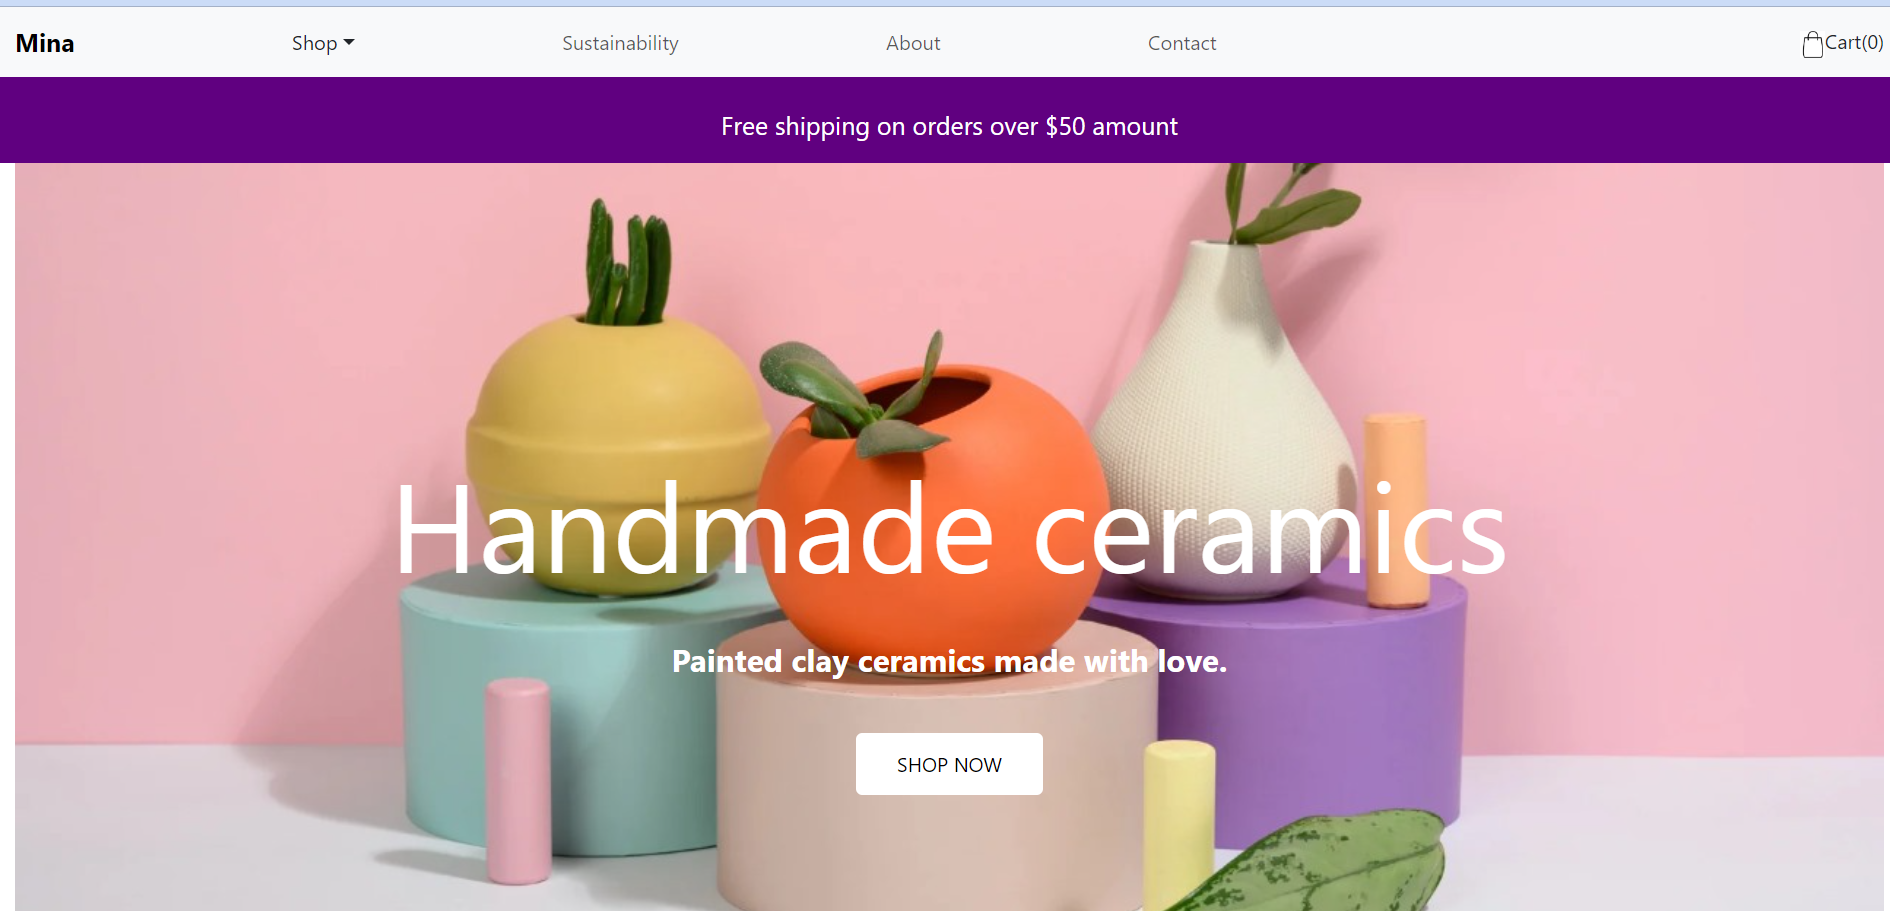 Mina Shop Sustainability About Contact Cart(0)
Free shipping on orders over $50 amount
Handmade ceramics
Painted clay ceramics made with love.
SHOP NOW